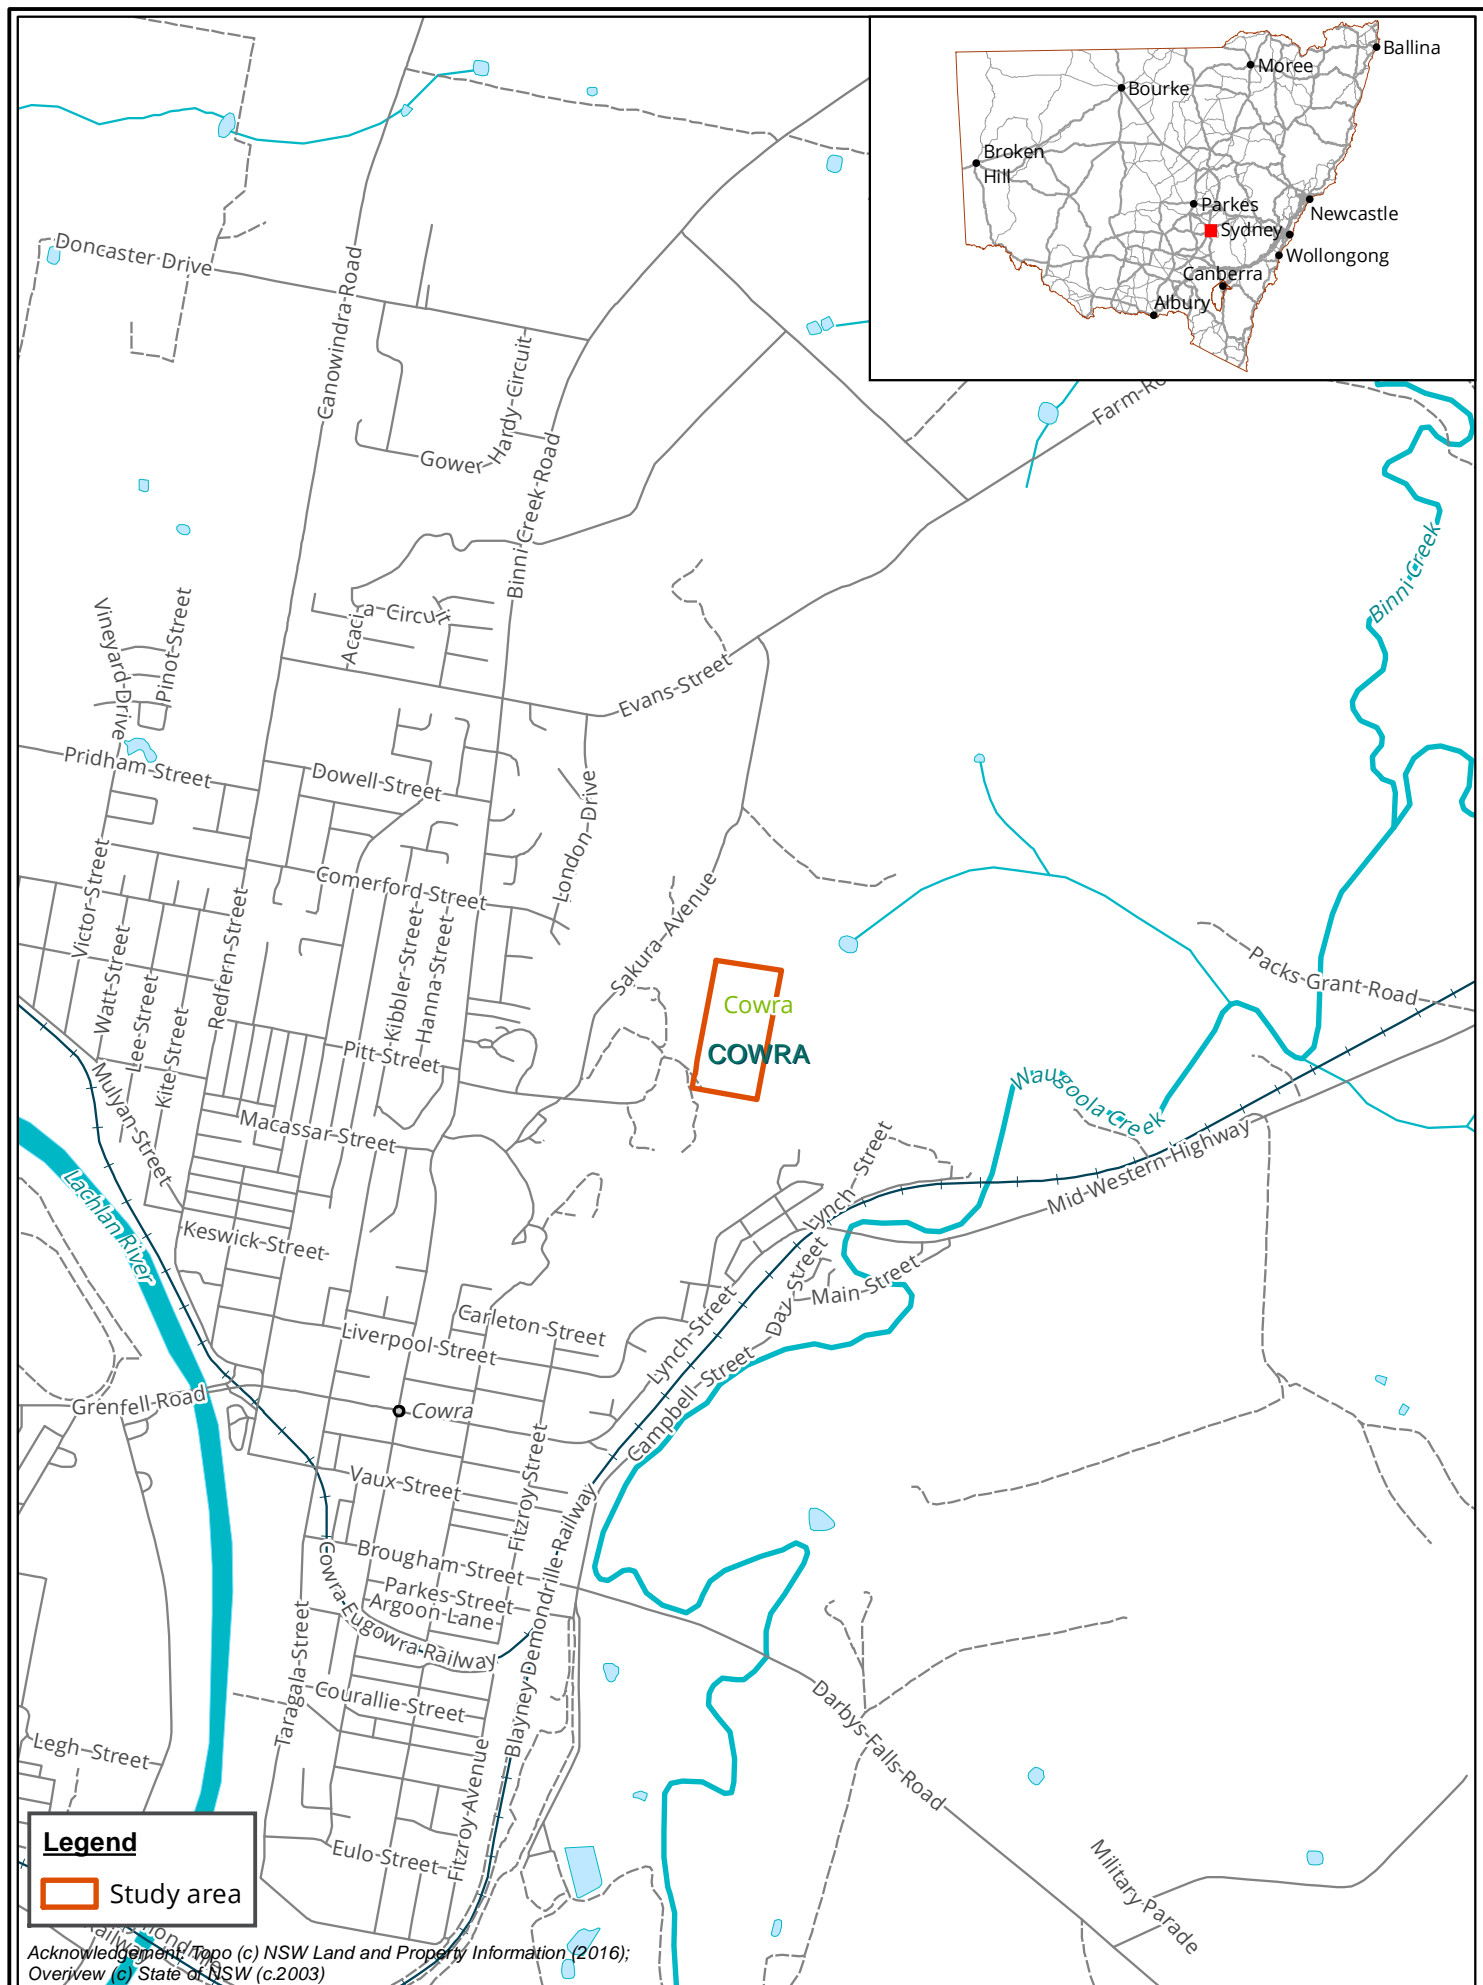 Ballina
Moree
Bourke
Broken
Hill
Parkes
Newcastle
Sydney
Wollongong
Canberra
Albury
Doncaster Drive
Canowindra Road
Hardy Circuit
Gower
Binni Creek Road
Farm
Binni Creek
Acacia Circuit
Vineyard Drive
Pinot Street
Evans Street
Pridham Street
Dowell Street
London Drive
Comerford Street
Victor Street
Watt Street
Lee Street
Kite Street
Redfern Street
Kibbler Street
Hanna Street
Sakura Avenue
Packs Grant Road
Cowra
COWRA
Pitt Street
Mulyan Street
Macassar Street
Waugoola Creek
Lynch Street
Mid-Western Highway
Lachlan River
Keswick Street
Day Street
Main Street
Carleton Street
Liverpool Street
Lynch Street
Campbell Street
Grenfell Road
Cowra
Vaux Street
Fitzroy Street
Blayney Demondrille Railway
Brougham Street
Parkes Street
Argoon Lane
Cowra Eugowra Railway
Taragala Street
Courallie Street
Darbys Falls Road
Legh Street
Fitzroy Avenue
Eulo Street
Military Parade
Legend
Study area
Acknowledgement: Topo (c) NSW Land and Property Information (2016);
Overivew (c) State of NSW (c.2003)